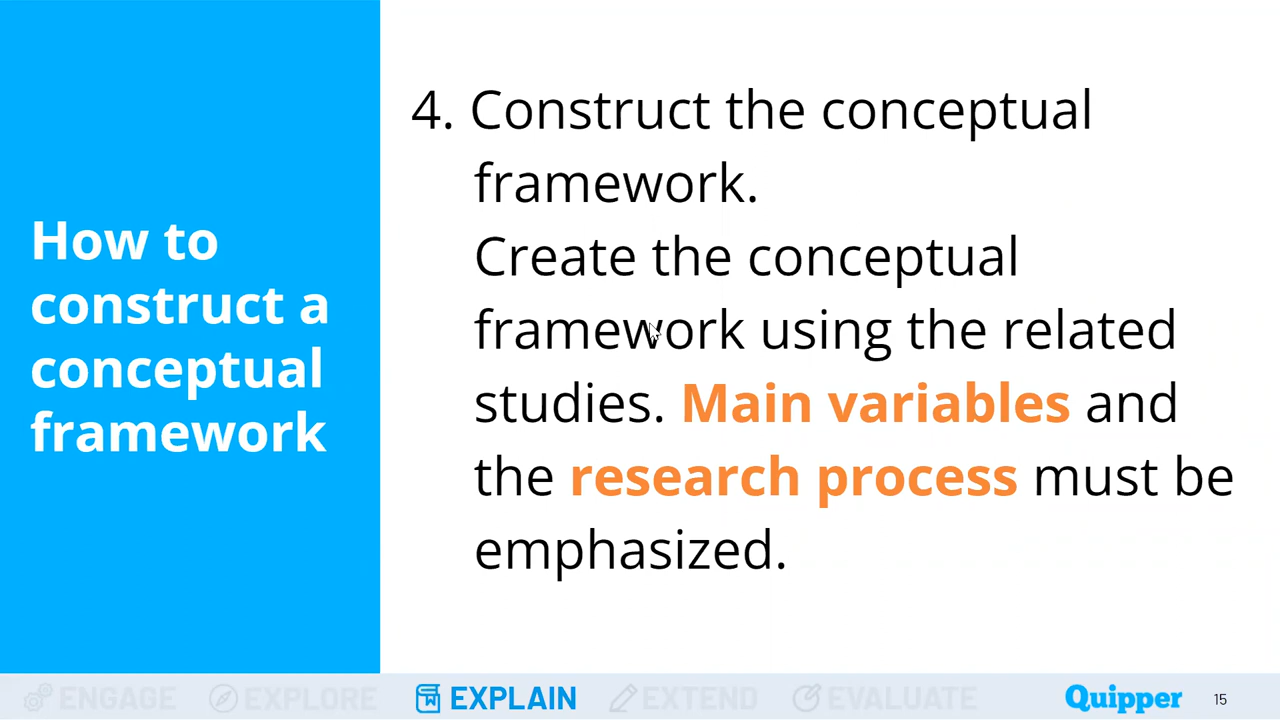 How to
construct a
conceptual
framework
4. Construct the conceptual
framework.
Create the conceptual
framework using the related
studies. Main variables and
the research process must be
emphasized.
ENGAGE EXPLORE EXPLAIN EXTEND EVALUATE Quipper 15